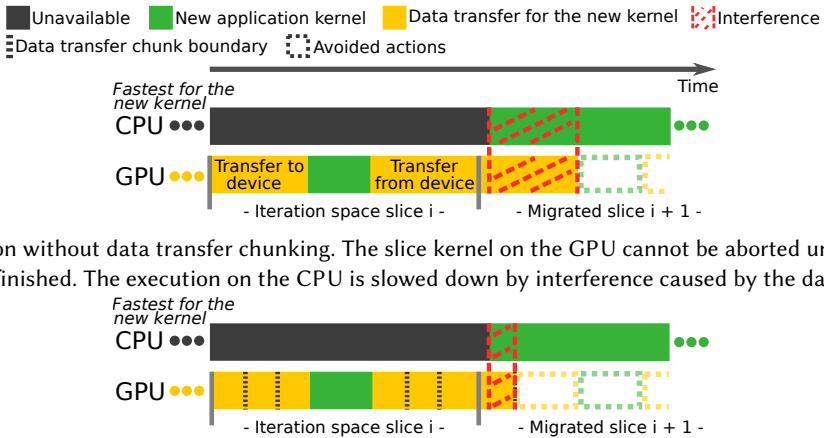 Unavailable New application kernel Data transfer for the new kernel Interference
Data transfer chunk boundary Avoided actions
Time
Fastest for the
new kernel
CPU
GPU
Transfer to
device
Transfer
from device
- Iteration space slice i - - Migrated slice i + 1 -
on without data transfer chunking. The slice kernel on the GPU cannot be aborted
finished. The execution on the CPU is slowed down by interference caused by the
Fastest for the
new kernel
CPU
GPU
- Iteration space slice i - - Migrated slice i + 1 -